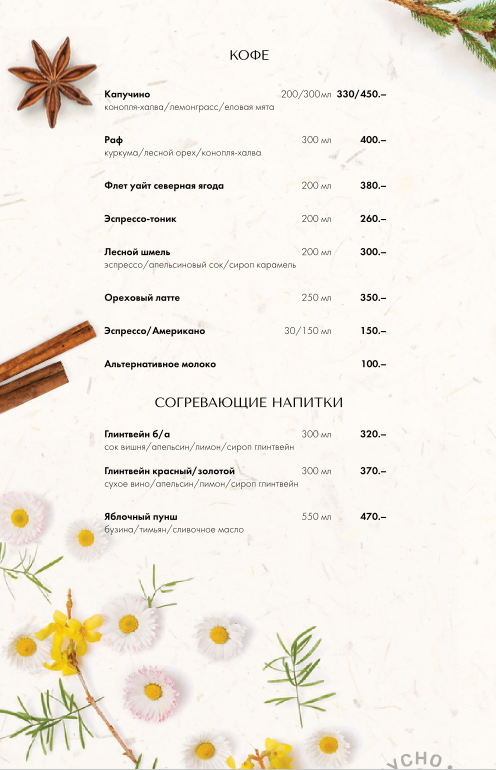 КОФЕ
Капучино 200/300мл 330/450.–
конопля-халва/лемонграсс/еловая мята
Раф 300 мл 400.–
куркума/лесной орех/конопля-халва
Флет уайт северная ягода 200 мл 380.–
Эспрессо-тоник 200 мл 260.–
Лесной шмель 200 мл 300.–
эспрессо/апельсиновый сок/сироп карамель
Ореховый латте 250 мл 350.–
Эспрессо/Американо 30/150 мл 150.–
Альтернативное молоко 100.–
СОГРЕВАЮЩИЕ НАПИТКИ
Глинтвейн б/а 300 мл 320.–
сок вишня/апельсин/лимон/сироп глинтвейн
Глинтвейн красный/золотой 300 мл 370.–
сухое вино/апельсин/лимон/сироп глинтвейн
Яблочный пунш 550 мл 470.–
бузина/тимьян/сливочное масло